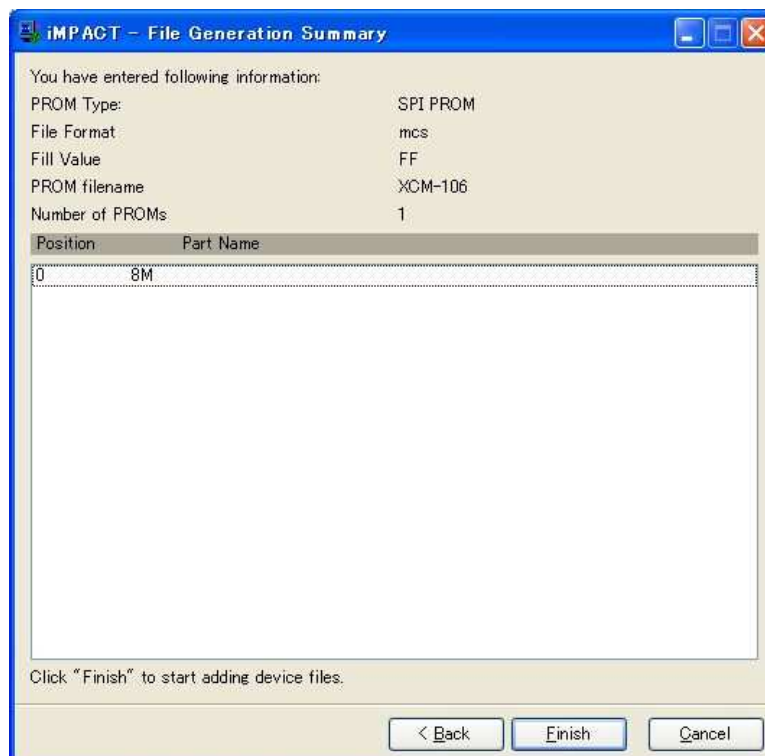 iMPACT - File Generation Summary
You have entered following information:
PROM Type: SPI PROM
File Format mcs
Fill Value FF
PROM filename XCM-106
Number of PROMs 1
Position Part Name
0 8M
Click "Finish" to start adding device files.
< Back Finish Cancel